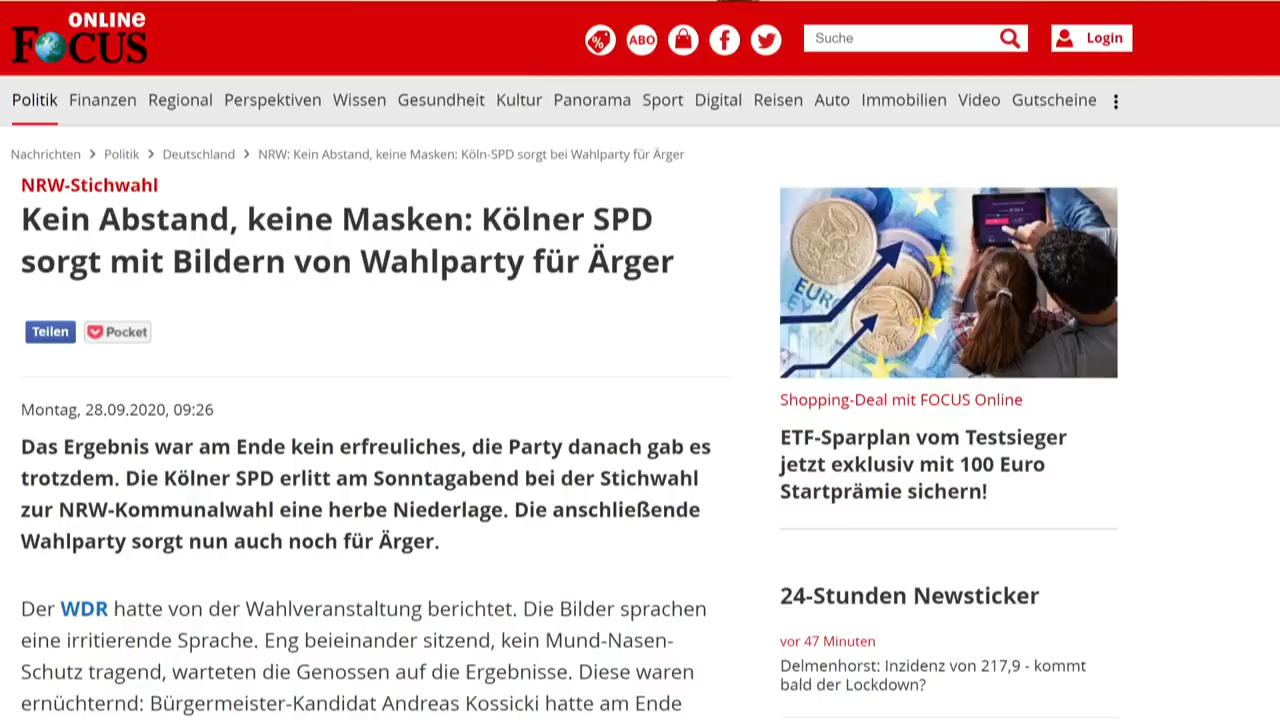 ONLINE
FOCUS
%
ABO
Suche
Login
Politik Finanzen Regional Perspektiven Wissen Gesundheit Kultur Panorama Sport Digital Reisen Auto Immobilien Video Gutscheine
Nachrichten > Politik > Deutschland > NRW: Kein Abstand, keine Masken: Köln-SPD sorgt bei Wahlparty für Ärger
NRW-Stichwahl
Kein Abstand, keine Masken: Kölner SPD
sorgt mit Bildern von Wahlparty für Ärger
Teilen
Pocket
Montag, 28.09.2020, 09:26
Das Ergebnis war am Ende kein erfreuliches, die Party danach gab es
trotzdem. Die Kölner SPD erlitt am Sonntagabend bei der Stichwahl
zur NRW-Kommunalwahl eine herbe Niederlage. Die anschließende
Wahlparty sorgt nun auch noch für Ärger.
Der WDR hatte von der Wahlveranstaltung berichtet. Die Bilder sprachen
eine irritierende Sprache. Eng beieinander sitzend, kein Mund-Nasen-
Schutz tragend, warteten die Genossen auf die Ergebnisse. Diese waren
ernüchternd: Bürgermeister-Kandidat Andreas Kossicki hatte am Ende
Shopping-Deal mit FOCUS Online
ETF-Sparplan vom Testsieger
jetzt exklusiv mit 100 Euro
Startprämie sichern!
24-Stunden Newsticker
vor 47 Minuten
Delmenhorst: Inzidenz von 217,9 - kommt
bald der Lockdown?